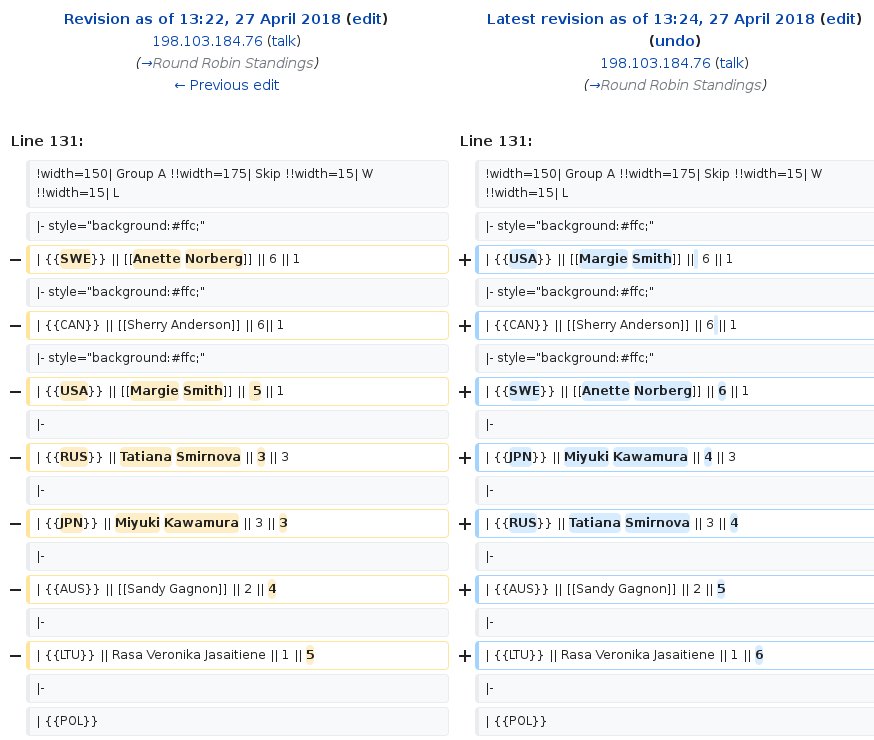 Revision as of 13:22, 27 April 2018 (edit)
198.103.184.76 (talk)
(→Round Robin Standings)
← Previous edit
Latest revision as of 13:24, 27 April 2018 (edit)
(undo)
198.103.184.76 (talk)
(→Round Robin Standings)
Line 131:
Line 131:
!width=150| Group A !!width=175| Skip !!width=15| W
!!width=15| L
!width=150| Group A !!width=175| Skip !!width=15| W
!!width=15| L
|- style="background:#ffc;"
|- style="background:#ffc;"
− | {{SWE}} || [[Anette Norberg]] || 6 || 1
+ | {{USA}} || [[Margie Smith]] || 6 || 1
|- style="background:#ffc;"
|- style="background:#ffc;"
− | {{CAN}} || [[Sherry Anderson]] || 6|| 1
+ | {{CAN}} || [[Sherry Anderson]] || 6 || 1
|- style="background:#ffc;"
|- style="background:#ffc;"
− | {{USA}} || [[Margie Smith]] || 5 || 1
+ | {{SWE}} || [[Anette Norberg]] || 6 || 1
|-
|-
− | {{RUS}} || Tatiana Smirnova || 3 || 3
+ | {{JPN}} || Miyuki Kawamura || 4 || 3
|-
|-
− | {{JPN}} || Miyuki Kawamura || 3 || 3
+ | {{RUS}} || Tatiana Smirnova || 3 || 4
|-
|-
− | {{AUS}} || [[Sandy Gagnon]] || 2 || 4
+ | {{AUS}} || [[Sandy Gagnon]] || 2 || 5
|-
|-
− | {{LTU}} || Rasa Veronika Jasaitiene || 1 || 5
+ | {{LTU}} || Rasa Veronika Jasaitiene || 1 || 6
|-
|-
| {{POL}}
| {{POL}}